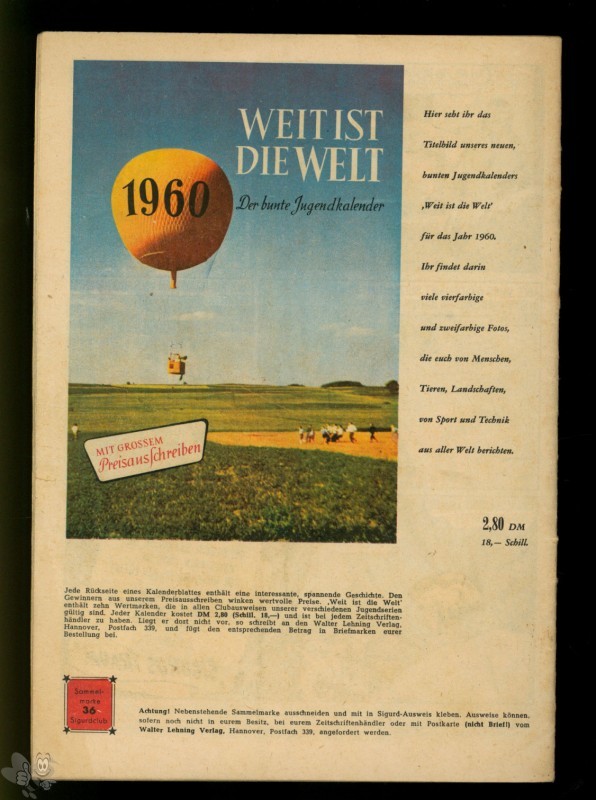 WEIT IST
DIE WELT
Der bunte Jugendkalender
1960
MIT GROSSEM
Preisausschreiben
Hier seht ihr das
Titelbild unseres neuen,
bunten Jugendkalenders
‚Weit ist die Welt'
für das Jahr 1960.
Ihr findet darin
viele vierfarbige
und zweifarbige Fotos,
die euch von Menschen,
Tieren, Landschaften,
von Sport und Technik
aus aller Welt berichten.
2,80 DM
18,— Schill.
Jede Rückseite eines Kalenderblattes enthält eine interessante, spannende Geschichte. Den
Gewinnern aus unserem Preisausschreiben winken wertvolle Preise. ‚Weit ist die Welt'
enthält zehn Wertmarken, die in allen Clubausweisen unserer verschiedenen Jugendserien
gültig sind. Jeder Kalender kostet DM 2,80 (Schill. 18,—) und ist bei jedem Zeitschriften-
händler zu haben. Liegt er dort nicht vor, so schreibt an den Walter Lehning Verlag,
Hannover, Postfach 339, und fügt den entsprechenden Betrag in Briefmarken eurer
Bestellung bei.
Sammel-
marke
36
Sigurdclub
Achtung! Nebenstehende Sammelmarke ausschneiden und mit in Sigurd-Ausweis kleben. Ausweise können,
sofern noch nicht in eurem Besitz, bei eurem Zeitschriftenhändler oder mit Postkarte (nicht Brief!) vom
Walter Lehning Verlag, Hannover, Postfach 339, angefordert werden.